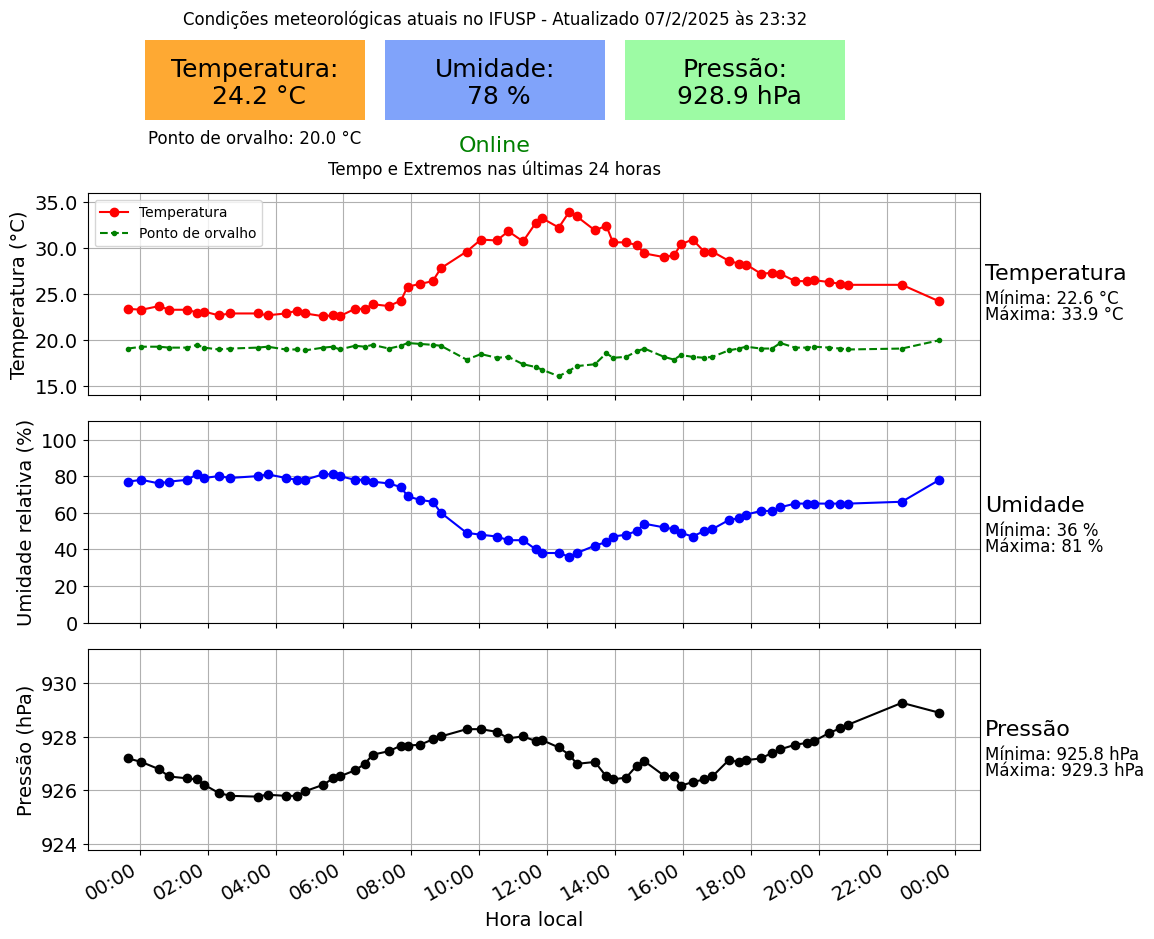 Condições meteorológicas atuais no IFUSP - Atualizado 07/2/2025 às 23:32
Temperatura:
24.2 °C
Umidade:
78 %
Pressão:
928.9 hPa
Ponto de orvalho: 20.0 °C
Online
Tempo e Extremos nas últimas 24 horas
Temperatura (°C)
35.0
30.0
25.0
20.0
15.0
Temperatura
Ponto de orvalho
Temperatura
Mínima: 22.6 °C
Máxima: 33.9 °C
Umidade relativa (%)
100
80
60
40
20
0
Umidade
Mínima: 36 %
Máxima: 81 %
Pressão (hPa)
930
928
926
924
Pressão
Mínima: 925.8 hPa
Máxima: 929.3 hPa
00:00 02:00 04:00 06:00 08:00 10:00 12:00 14:00 16:00 18:00 20:00 22:00 00:00
Hora local